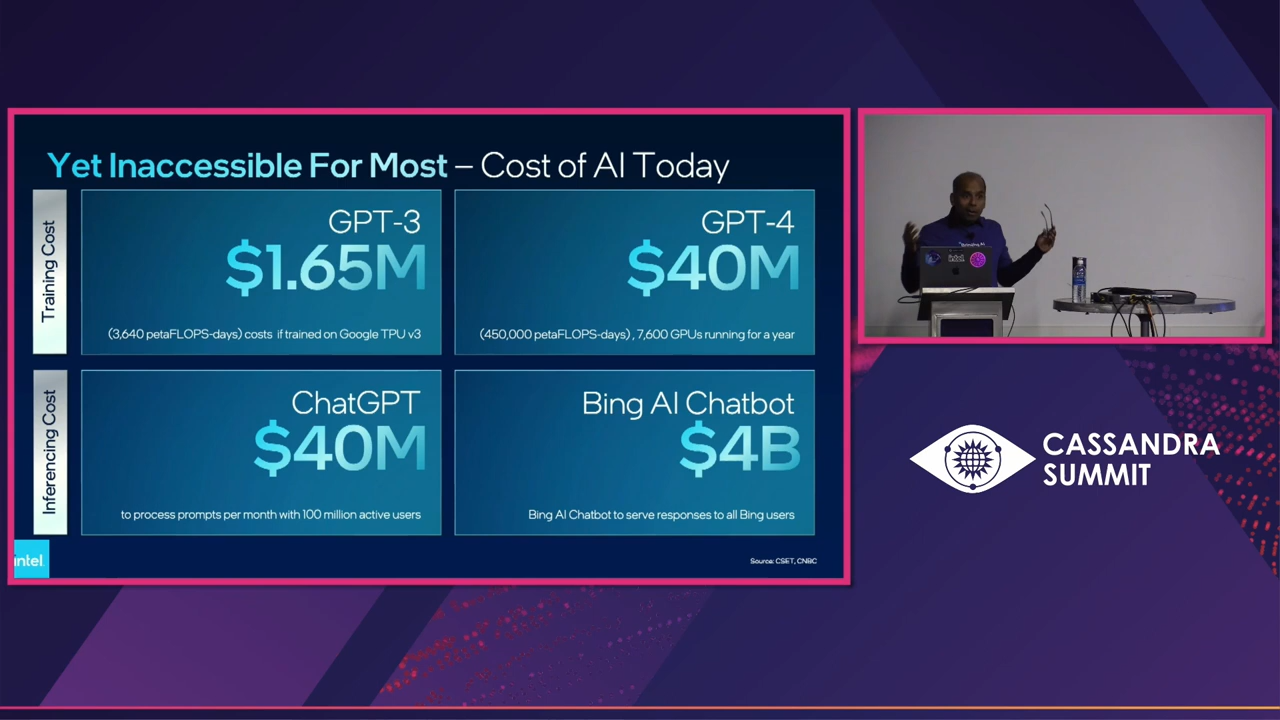 Yet Inaccessible For Most – Cost of AI Today
Training Cost
GPT-3
$1.65M
(3,640 petaFLOPS-days) costs if trained on Google TPU v3
GPT-4
$40M
(450,000 petaFLOPS-days) , 7,600 GPUs running for a year
Inferencing Cost
ChatGPT
$40M
to process prompts per month with 100 million active users
Bing AI Chatbot
$4B
Bing AI Chatbot to serve responses to all Bing users
intel
Source: CSET, CNBC
Bringing AI
intel
CASSANDRA
SUMMIT